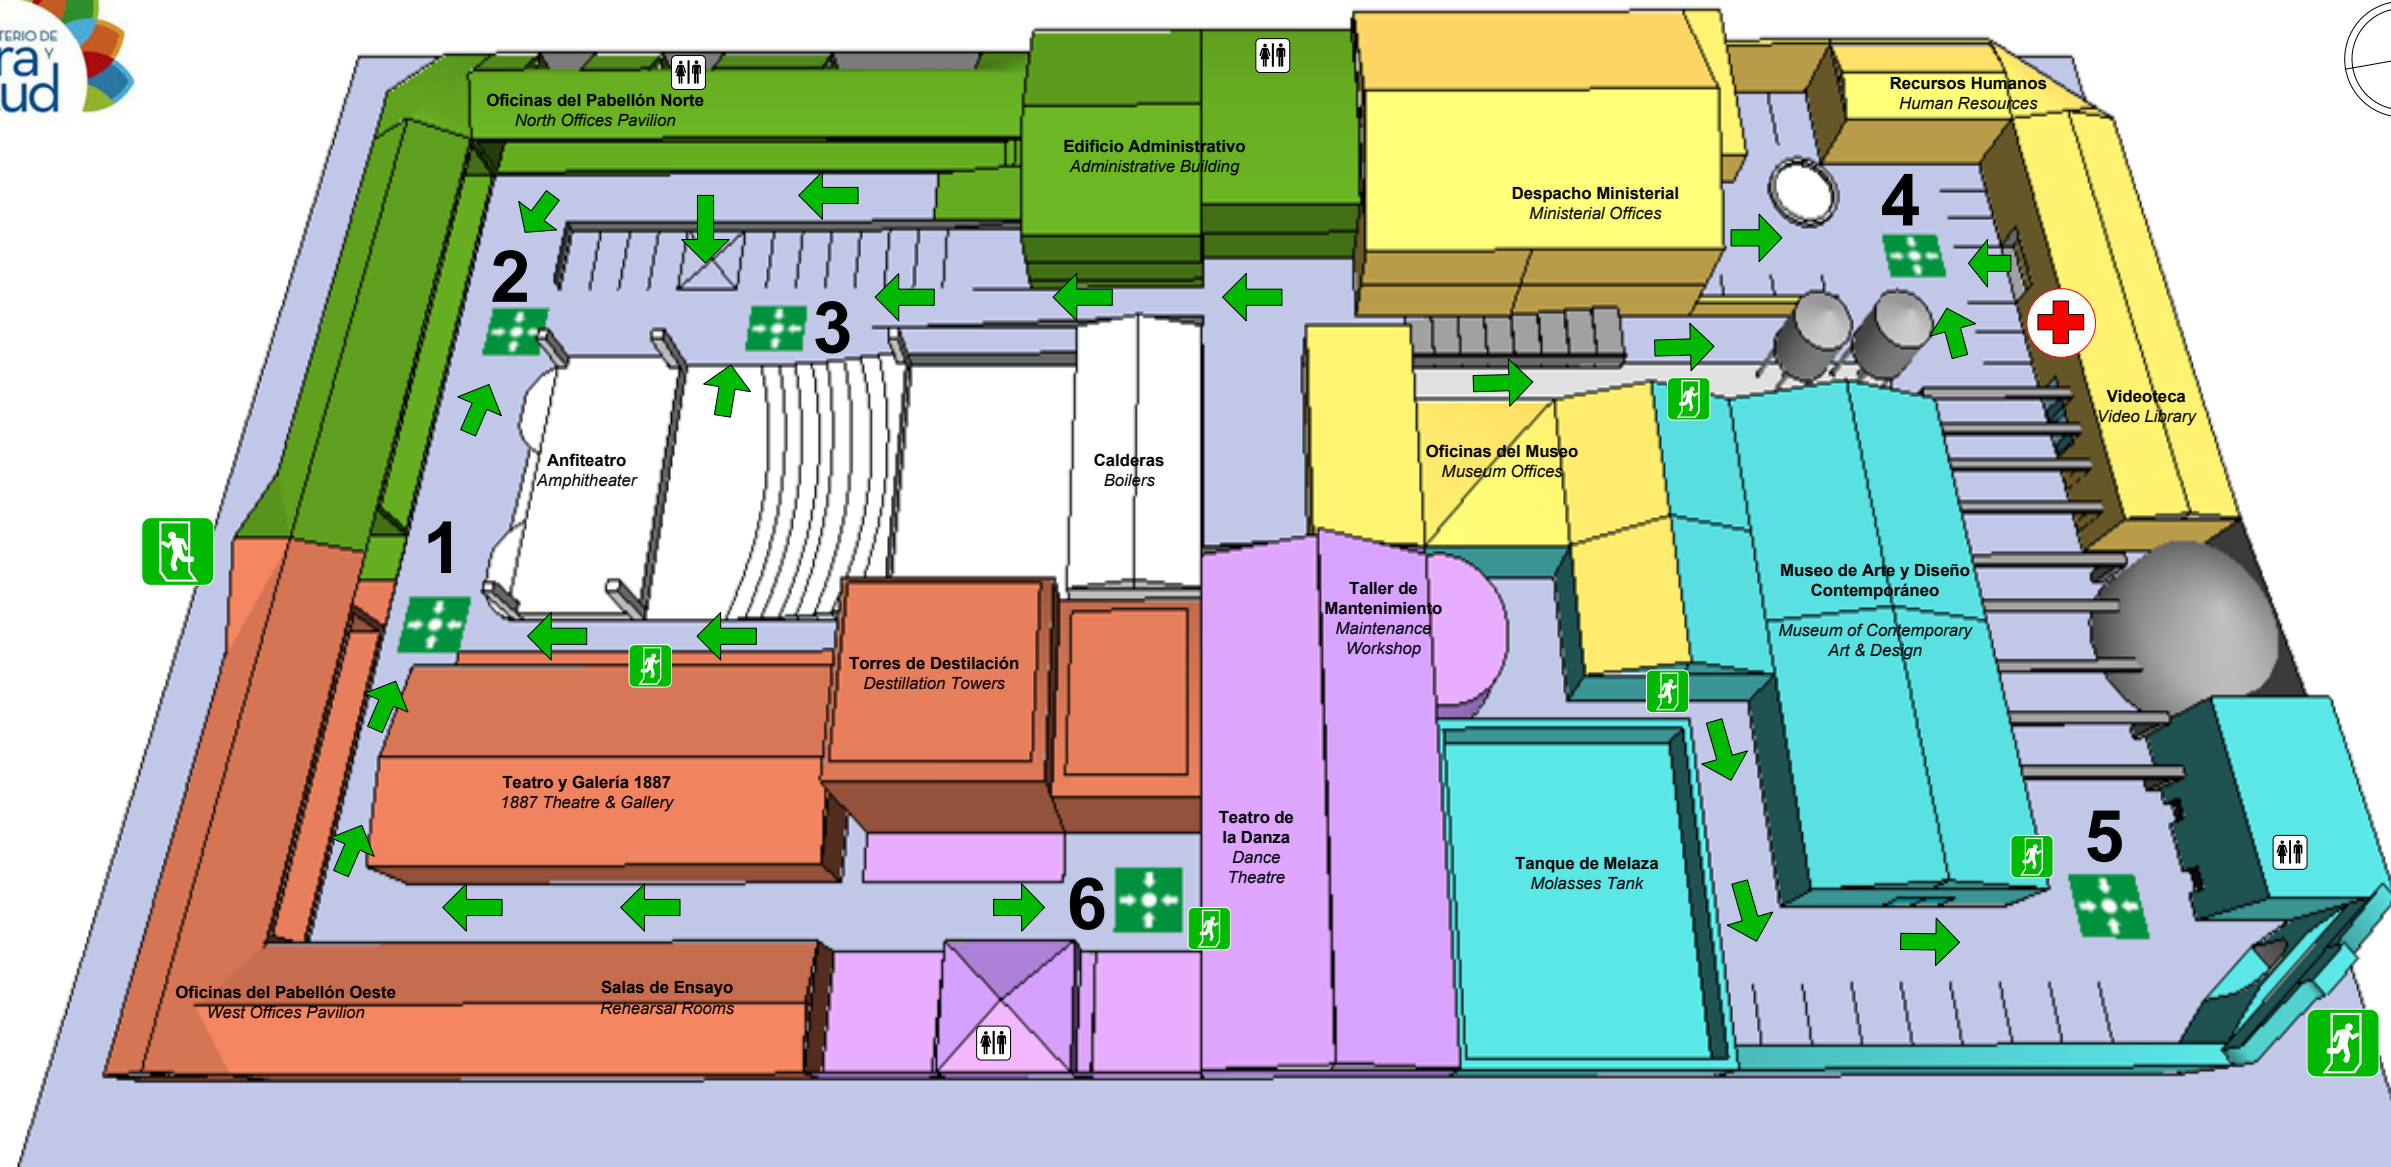 TERIO DE
ra Y
ud
Oficinas del Pabellón Norte
North Offices Pavilion
Edificio Administrativo
Administrative Building
Despacho Ministerial
Ministerial Offices
Recursos Humanos
Human Resources
4
2
3
Videoteca
Video Library
Anfiteatro
Amphitheater
Calderas
Boilers
Oficinas del Museo
Museum Offices
1
Museo de Arte y Diseño
Contemporáneo
Museum of Contemporary
Art & Design
Taller de
Mantenimiento
Maintenance
Workshop
Torres de Destilación
Destillation Towers
Teatro y Galería 1887
1887 Theatre & Gallery
Teatro de
la Danza
Dance
Theatre
Tanque de Melaza
Molasses Tank
5
6
Oficinas del Pabellón Oeste
West Offices Pavilion
Salas de Ensayo
Rehearsal Rooms